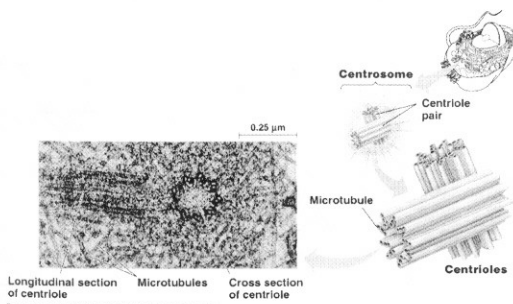 Centrosome
Centriole
pair
0.25 µm
Microtubule
Longitudinal section
of centriole
Microtubules
Cross section
of centriole
Centrioles